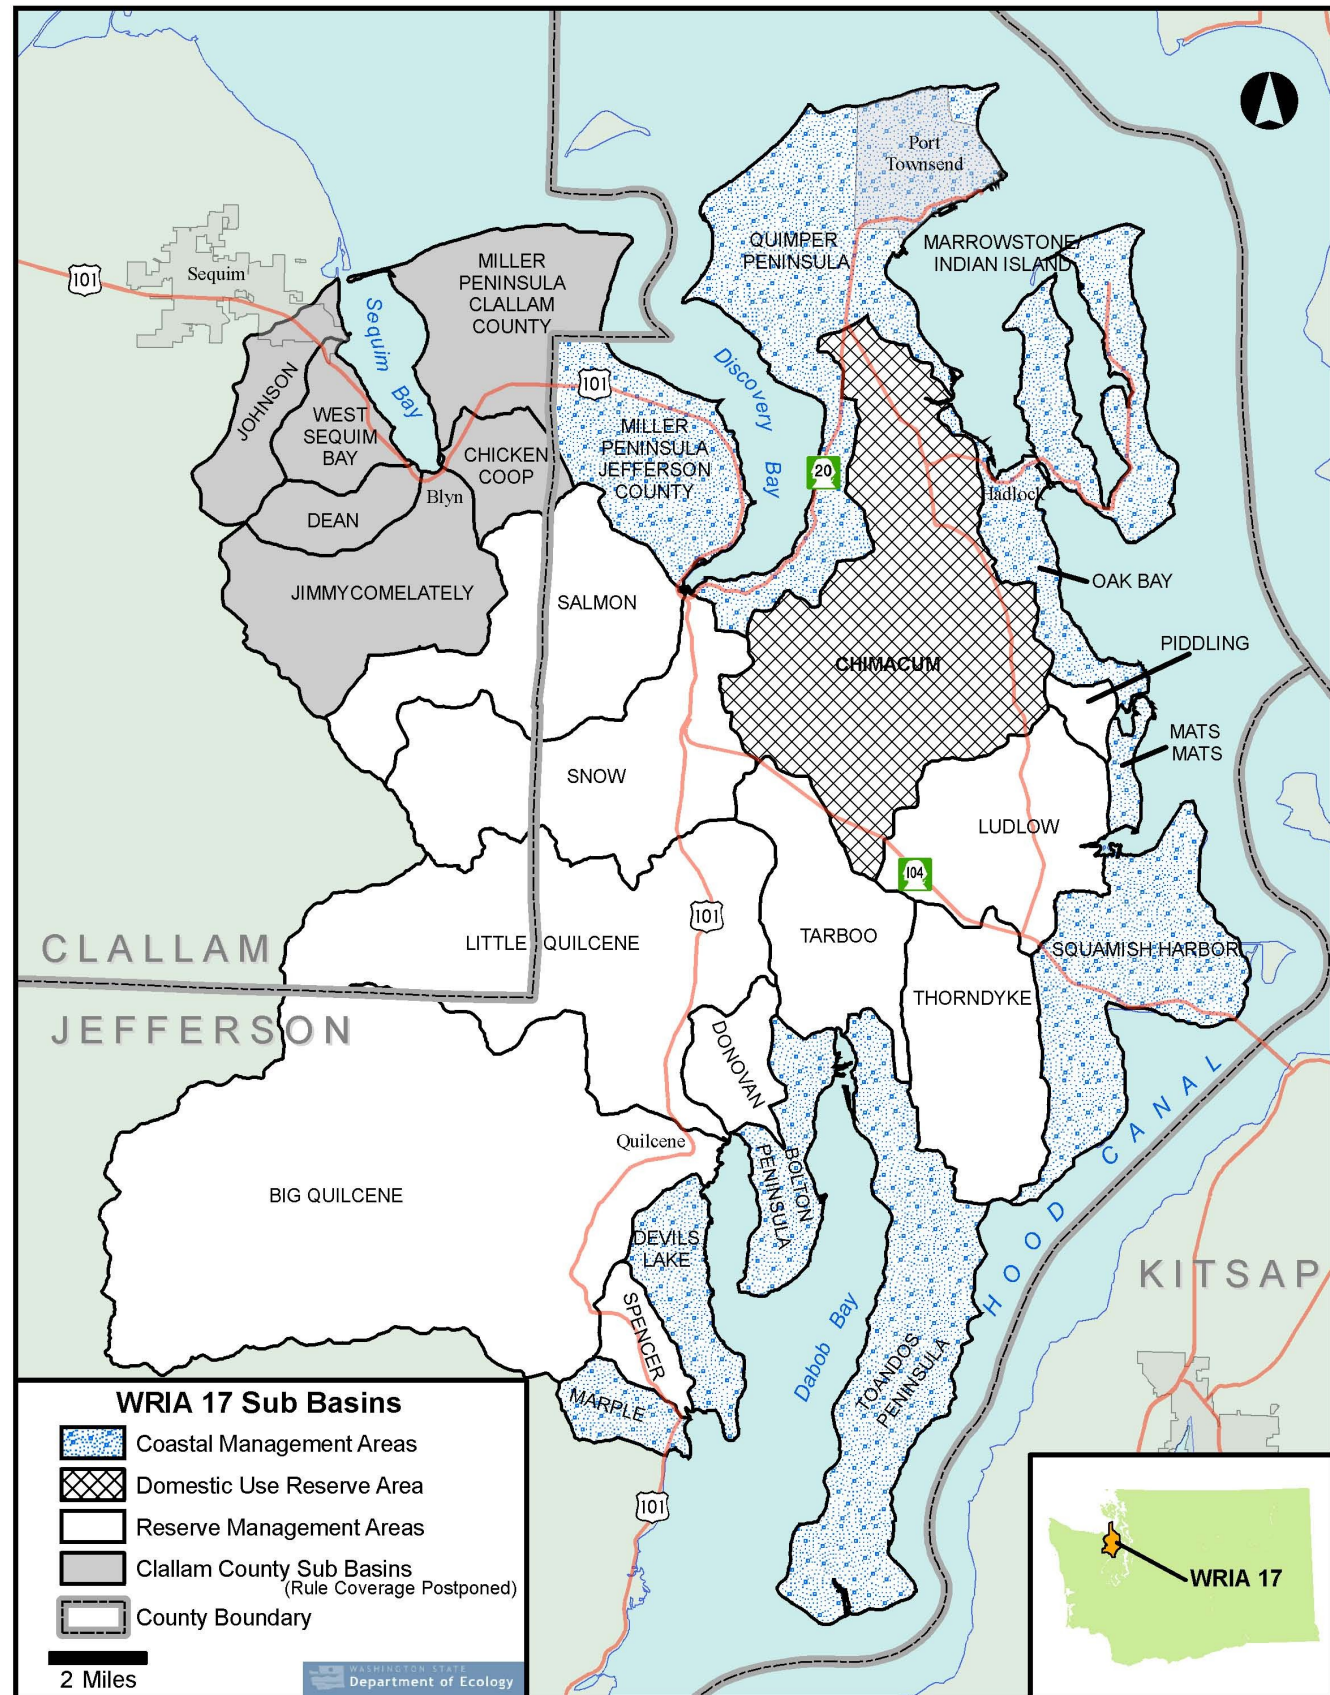 Port
Townsend
QUIMPER
PENINSULA
MARROWSTONE/
INDIAN ISLAND
MILLER
PENINSULA
CLALLAM
COUNTY
101
Sequim
Sequim Bay
Discovery Bay
101
JOHNSON
WEST
SEQUIM
BAY
MILLER
PENINSULA
JEFFERSON
COUNTY
CHICKEN
COOP
20
Blyn
Hadlock
DEAN
OAK BAY
JIMMYCOMELATELY
SALMON
PIDDLING
CHIMACUM
MATS
MATS
SNOW
LUDLOW
104
101
CLALLAM
LITTLE QUILCENE
TARBOO
SQUAMISH HARBOR
THORNDYKE
JEFFERSON
DONOVAN
Quilcene
BOLTON
PENINSULA
HOOD CANAL
BIG QUILCENE
DEVILS
LAKE
KITSAP
SPENCER
Dabob Bay
TOANDOS
PENINSULA
MARPLE
101
WRIA 17 Sub Basins
Coastal Management Areas
Domestic Use Reserve Area
Reserve Management Areas
Clallam County Sub Basins
(Rule Coverage Postponed)
County Boundary
2 Miles
WASHINGTON STATE
Department of Ecology
WRIA 17